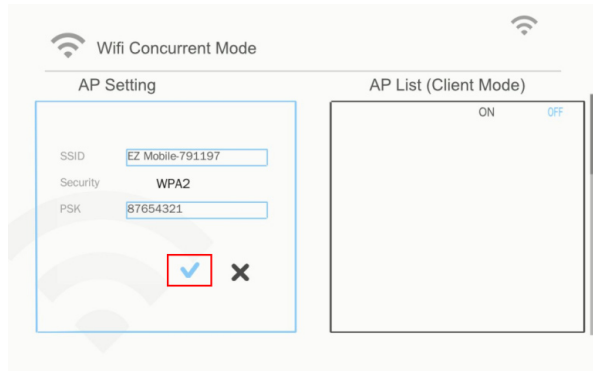 Wifi Concurrent Mode
AP Setting
AP List (Client Mode)
ON OFF
SSID EZ Mobile-791197
Security WPA2
PSK 87654321